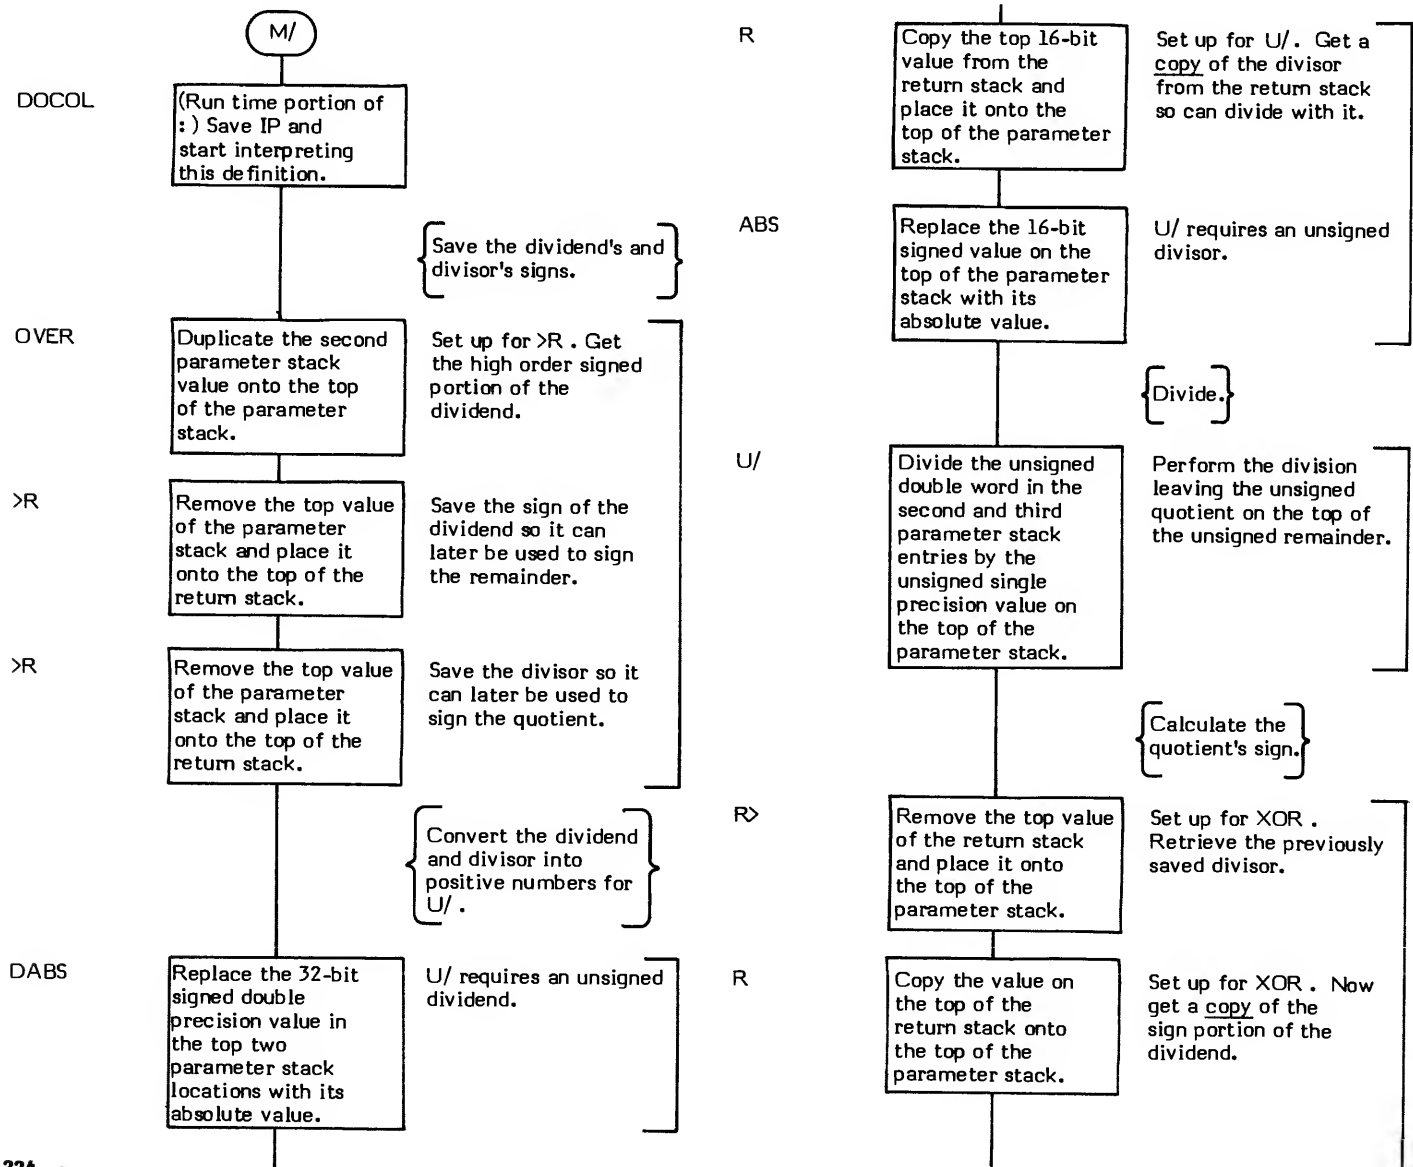 M/
DOCOL
(Run time portion of
: ) Save IP and
start interpreting
this definition.
Save the dividend's and
divisor's signs.
OVER
Duplicate the second
parameter stack
value onto the top
of the parameter
stack.
Set up for >R . Get
the high order signed
portion of the
dividend.
>R
Remove the top value
of the parameter
stack and place it
onto the top of the
return stack.
Save the sign of the
dividend so it can
later be used to sign
the remainder.
>R
Remove the top value
of the parameter
stack and place it
onto the top of the
return stack.
Save the divisor so it
can later be used to
sign the quotient.
Convert the dividend
and divisor into
positive numbers for
U/ .
DABS
Replace the 32-bit
signed double
precision value in
the top two
parameter stack
locations with its
absolute value.
U/ requires an unsigned
dividend.
R
Copy the top 16-bit
value from the
return stack and
place it onto the
top of the parameter
stack.
Set up for U/. Get a
copy of the divisor
from the return stack
so can divide with it.
ABS
Replace the 16-bit
signed value on the
top of the parameter
stack with its
absolute value.
U/ requires an unsigned
divisor.
Divide.
U/
Divide the unsigned
double word in the
second and third
parameter stack
entries by the
unsigned single
precision value on
the top of the
parameter stack.
Perform the division
leaving the unsigned
quotient on the top of
the unsigned remainder.
Calculate the
quotient's sign.
R>
Remove the top value
of the return stack
and place it onto
the top of the
parameter stack.
Set up for XOR .
Retrieve the previously
saved divisor.
R
Copy the value on
the top of the
return stack onto
the top of the
parameter stack.
Set up for XOR . Now
get a copy of the
sign portion of the
dividend.